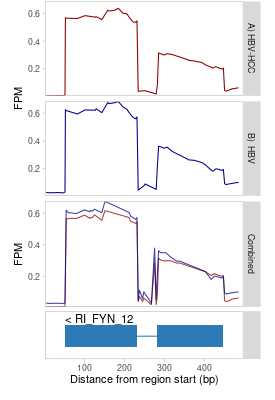 0.6
0.4
0.2
FPM
A) HBV-HCC
0.6
0.4
0.2
FPM
B) HBV
0.6
0.4
0.2
FPM
Combined
< RI_FYN_12
100 200 300 400
Distance from region start (bp)